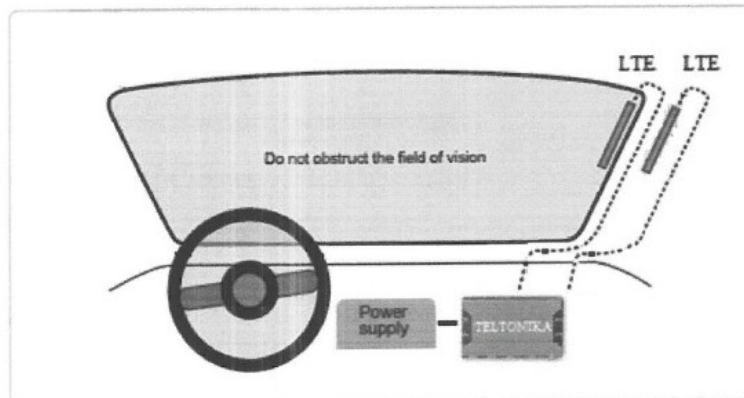 LTE LTE
Do not obstruct the field of vision
Power
supply
TELTONIKA